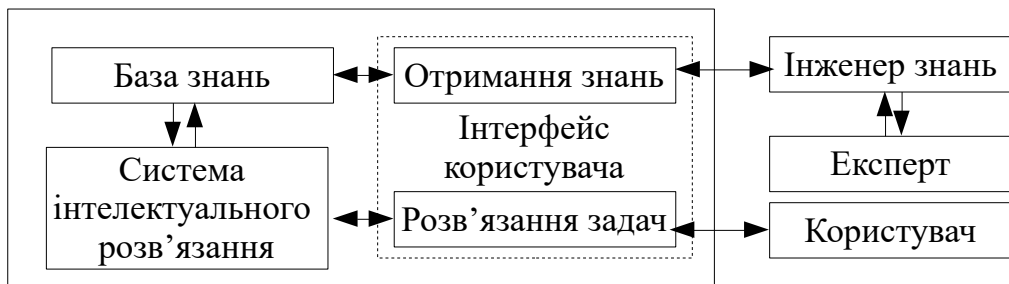 База знань
Отримання знань
Інженер знань
Інтерфейс
користувача
Система
інтелектуального
розв’язання
Розв’язання задач
Експерт
Користувач